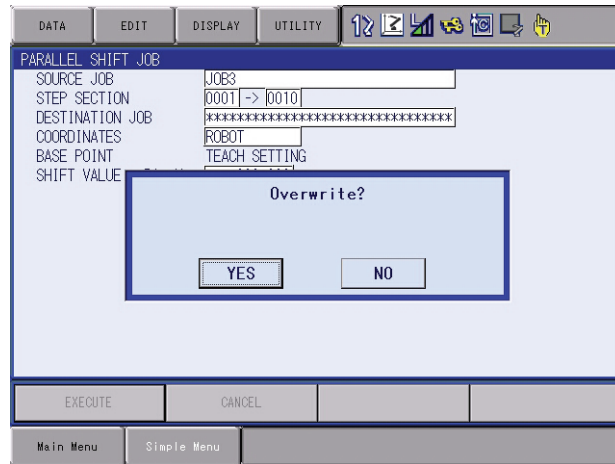 DATA EDIT DISPLAY UTILITY
PARALLEL SHIFT JOB
SOURCE JOB JOB3
STEP SECTION 0001 -> 0010
DESTINATION JOB ********************************
COORDINATES ROBOT
BASE POINT TEACH SETTING
SHIFT VALUE
Overwrite?
YES NO
EXECUTE CANCEL
Main Menu Simple Menu